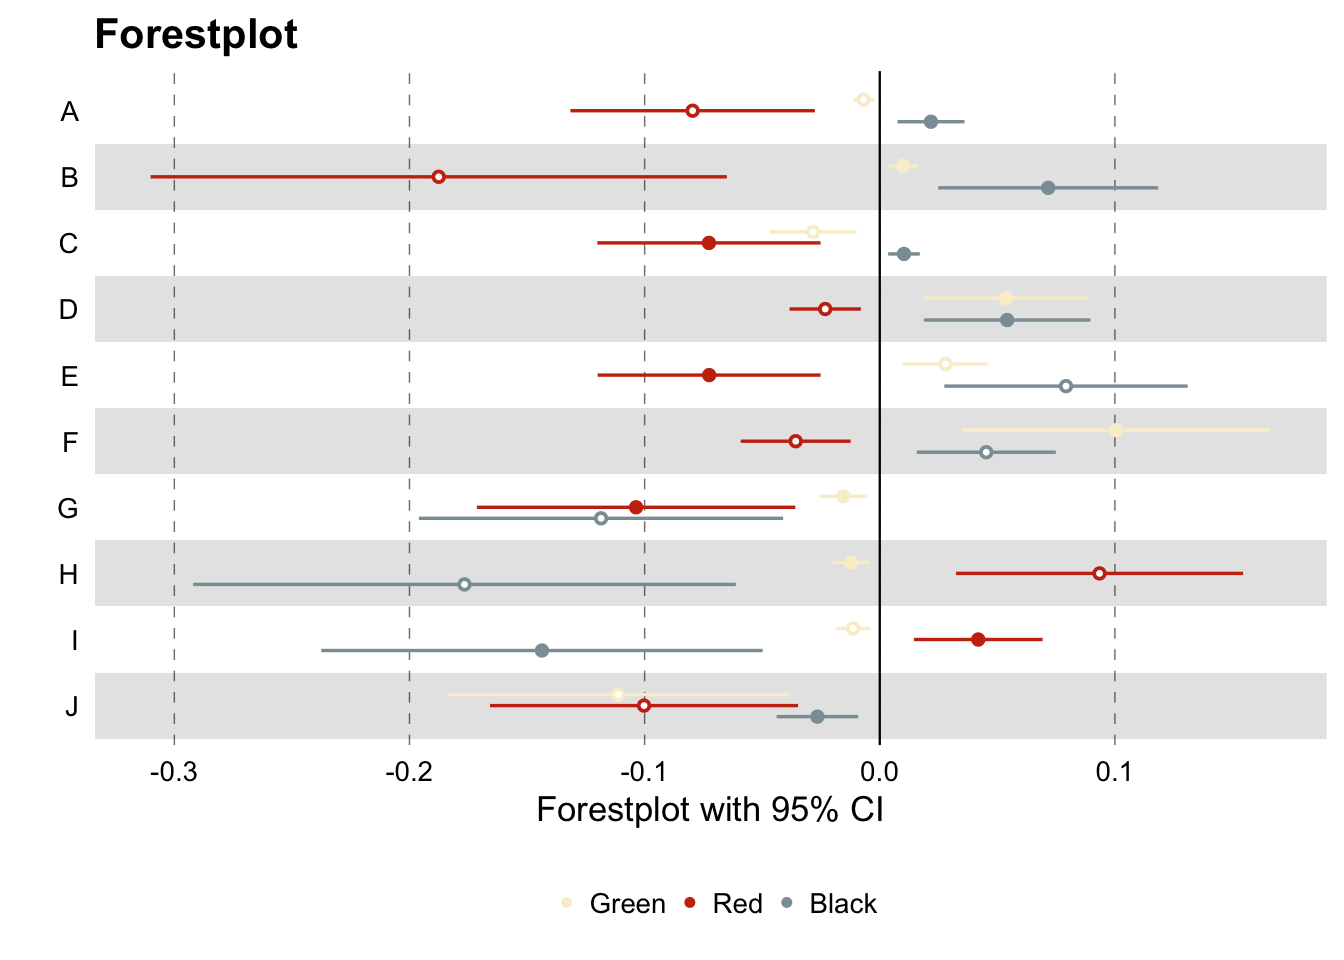 Forestplot
A
B
C
D
E
F
G
H
I
J
-0.3 -0.2 -0.1 0.0 0.1
Forestplot with 95% CI
Green Red Black